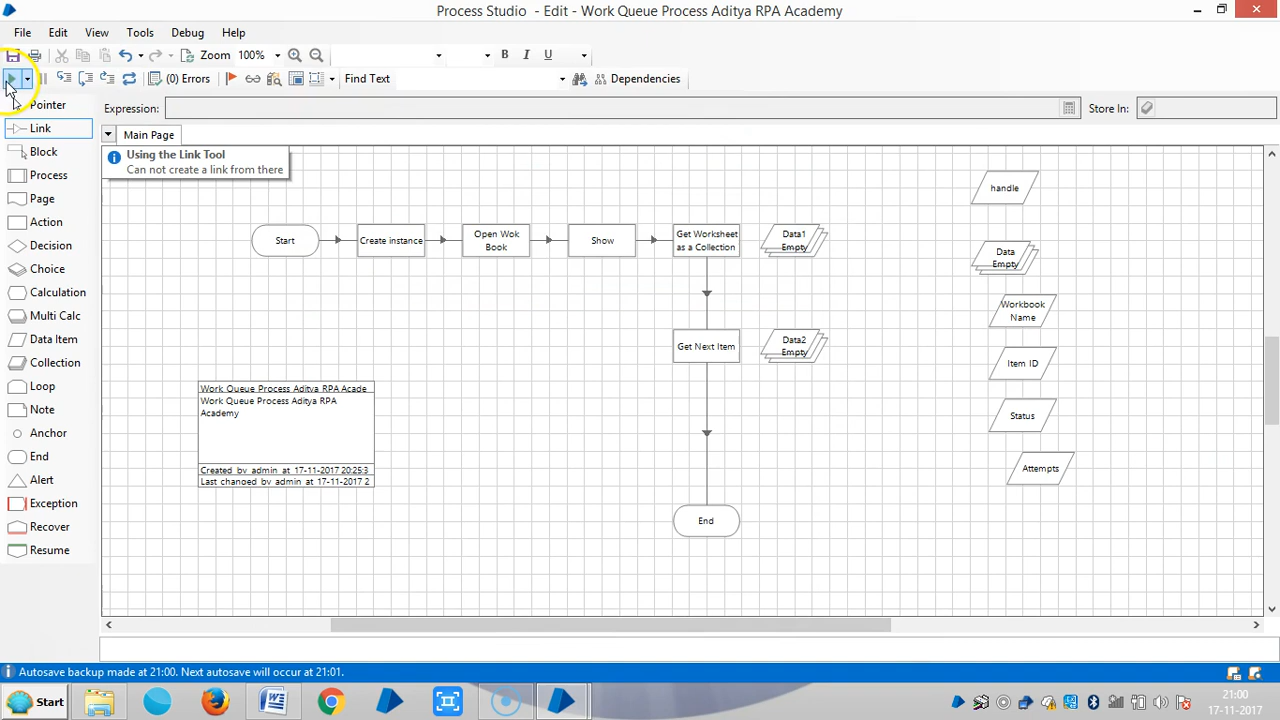 Process Studio - Edit - Work Queue Process Aditya RPA Academy
File Edit View Tools Debug Help
Zoom 100% B I U
(0) Errors Find Text Dependencies
Expression: Store In:
Main Page
Pointer
Link
Block
Process
Page
Action
Decision
Choice
Calculation
Multi Calc
Data Item
Collection
Loop
Note
Anchor
End
Alert
Exception
Recover
Resume
Using the Link Tool
Can not create a link from there
Start
Create instance
Open Wok
Book
Show
Get Worksheet
as a Collection
Data1
Empty
handle
Data
Empty
Workbook
Name
Get Next Item
Data2
Empty
Item ID
Status
Attempts
End
Work Queue Process Aditya RPA Acade
Work Queue Process Aditya RPA
Academy
Created by admin at 17-11-2017 20:25:3
Last changed by admin at 17-11-2017 2
Autosave backup made at 21:00. Next autosave will occur at 21:01.
Start
21:00
17-11-2017